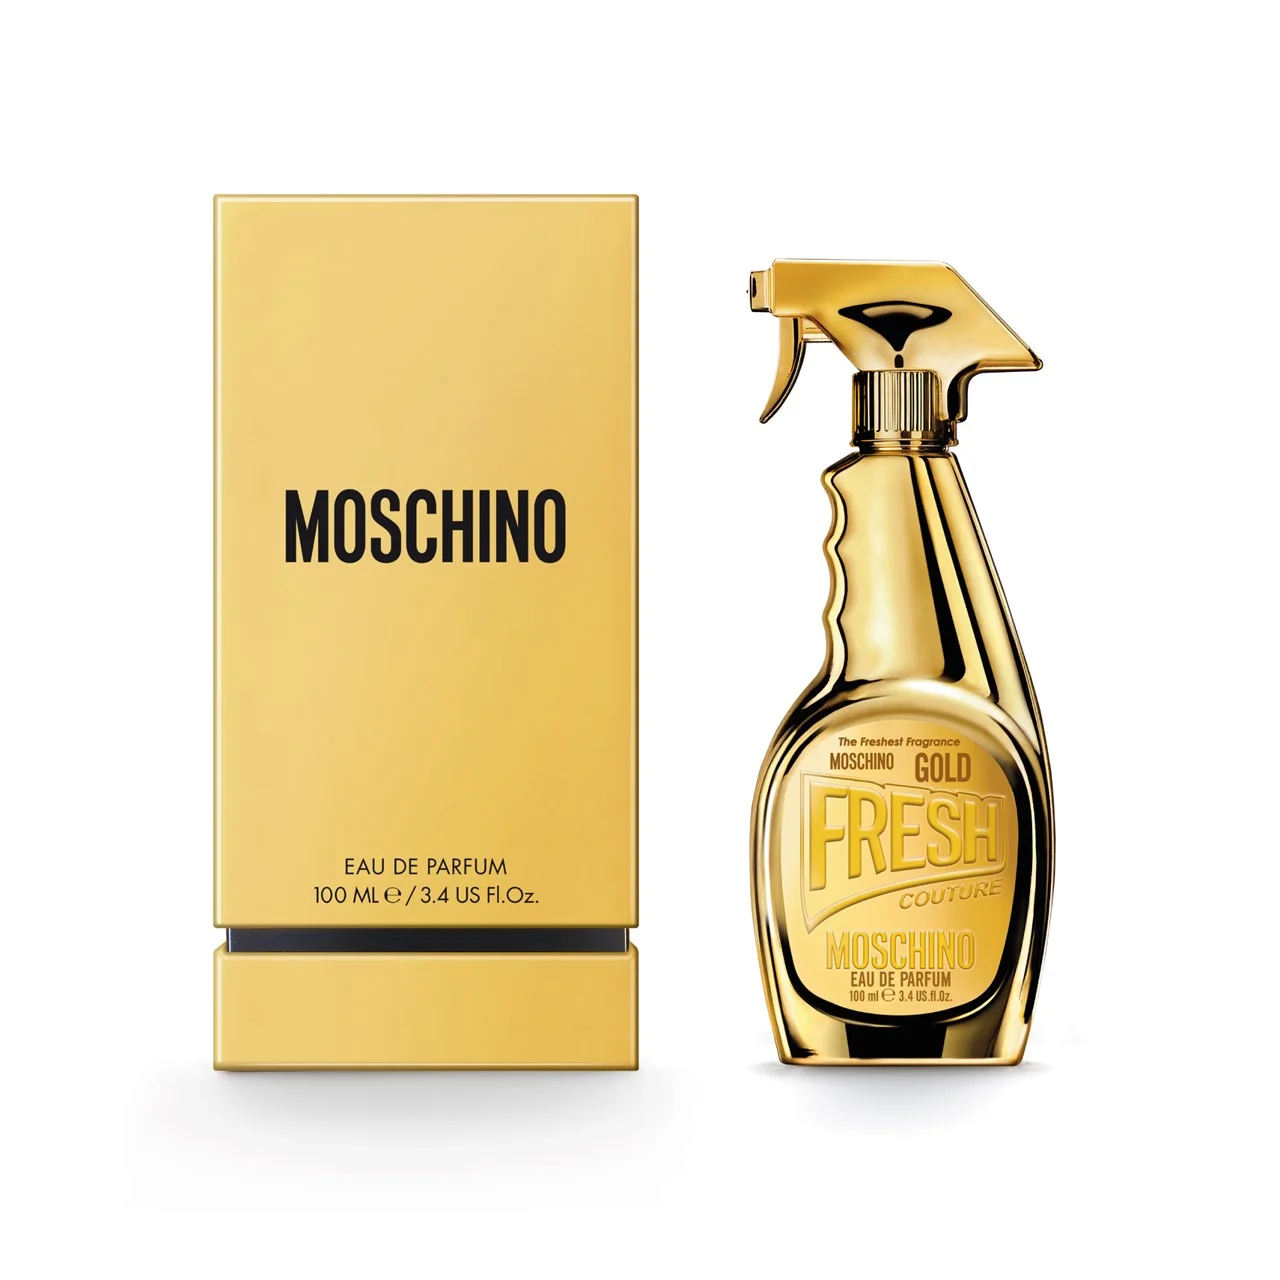 MOSCHINO
EAU DE PARFUM
100 ML ℮ / 3.4 US Fl.Oz.
The Freshest Fragrance
MOSCHINO GOLD
FRESH
COUTURE
MOSCHINO
EAU DE PARFUM
100 ml ℮ 3.4 US.fl.Oz.